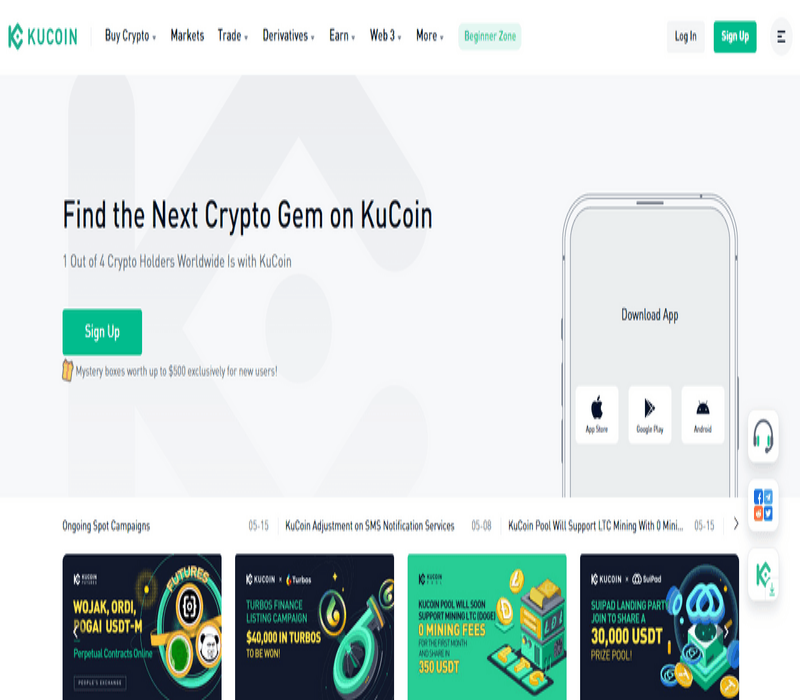 KUCOIN
Buy Crypto Markets Trade Derivatives Earn Web 3 More Beginner Zone Log In Sign Up
Find the Next Crypto Gem on KuCoin
1 Out of 4 Crypto Holders Worldwide Is with KuCoin
Sign Up
Mystery boxes worth up to $500 exclusively for new users!
Download App
App Store Google Play Android
Ongoing Spot Campaigns 05-15 KuCoin Adjustment on SMS Notification Services 05-08 KuCoin Pool Will Support LTC Mining With 0 Mini... 05-15
KUCOIN
FUTURES
WOJAK, ORDI,
POGAI USDT-M
Perpetual Contracts Online
PEOPLE'S EXCHANGE
KUCOIN × Turbos
TURBOS FINANCE
LISTING CAMPAIGN
$40,000 IN TURBOS
TO BE WON!
KUCOIN
KUCOIN POOL WILL SOON
SUPPORT MINING LTC (DOGE)
0 MINING FEES
FOR THE FIRST MONTH
AND SHARE IN
350 USDT
LTC
KUCOIN × SuiPad
SUIPAD LANDING PARTY
JOIN TO SHARE A
30,000 USDT
PRIZE POOL!